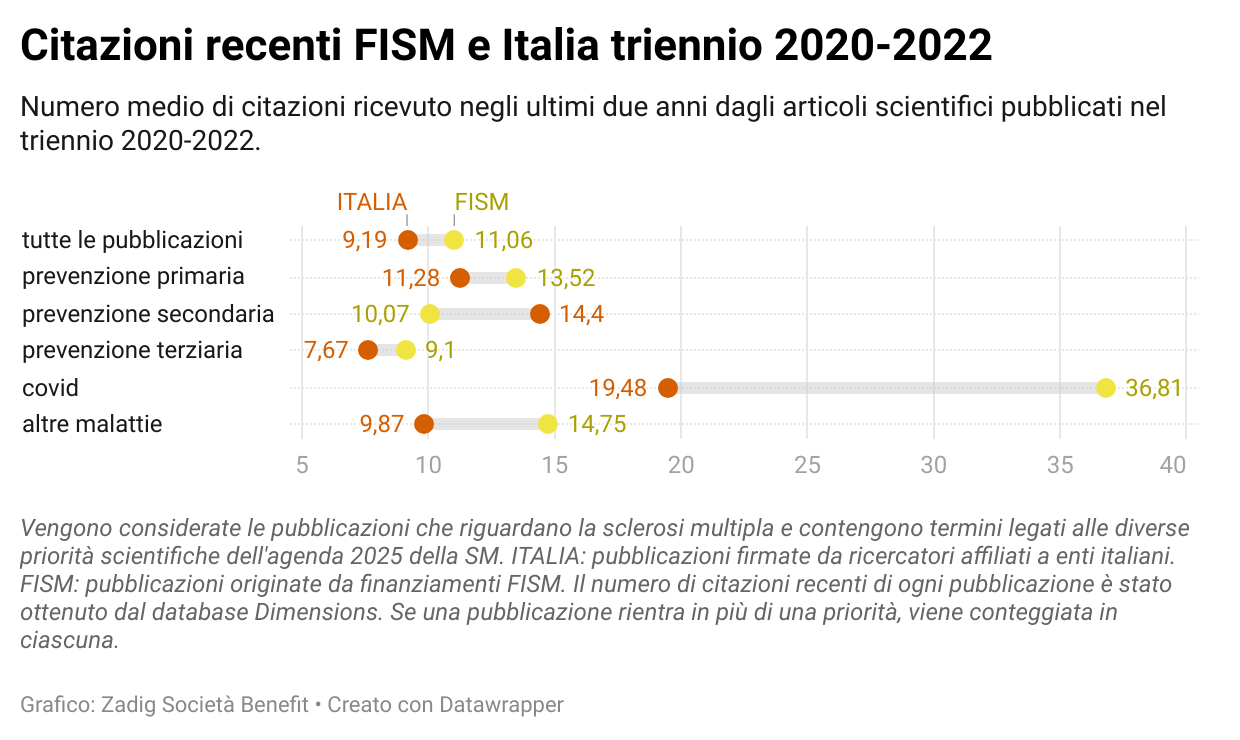 Citazioni recenti FISM e Italia triennio 2020-2022
Numero medio di citazioni ricevuto negli ultimi due anni dagli articoli scientifici pubblicati nel
triennio 2020-2022.
ITALIA FISM
tutte le pubblicazioni 9,19 11,06
prevenzione primaria 11,28 13,52
prevenzione secondaria 10,07 14,4
prevenzione terziaria 7,67 9,1
covid 19,48 36,81
altre malattie 9,87 14,75
5 10 15 20 25 30 35 40
Vengono considerate le pubblicazioni che riguardano la sclerosi multipla e contengono termini legati alle diverse
priorità scientifiche dell'agenda 2025 della SM. ITALIA: pubblicazioni firmate da ricercatori affiliati a enti italiani.
FISM: pubblicazioni originate da finanziamenti FISM. Il numero di citazioni recenti di ogni pubblicazione è stato
ottenuto dal database Dimensions. Se una pubblicazione rientra in più di una priorità, viene conteggiata in
ciascuna.
Grafico: Zadig Società Benefit • Creato con Datawrapper